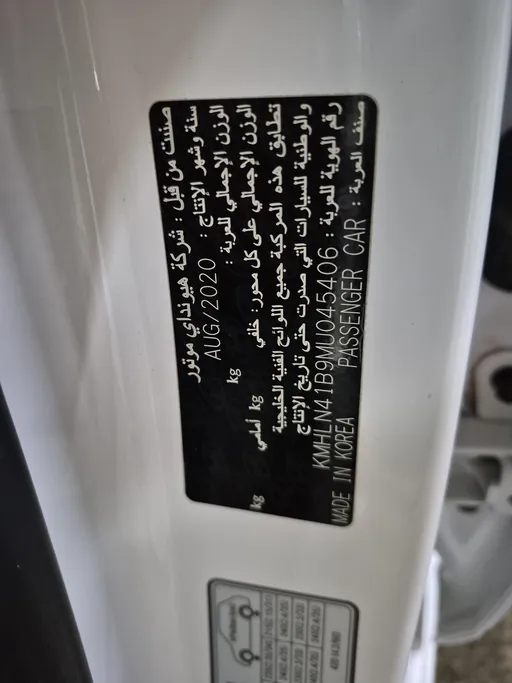 صنعت من قبل : شركة هيونداي موتور
سنة وشهر الإنتاج : AUG/2020
الوزن الإجمالي للعربة : kg
الوزن الإجمالي على كل محور: خلفي kg أمامي kg
تطابق هذه المركبة جميع اللوائح الفنية الخليجية
والوطنية للسيارات التي صدرت حتى تاريخ الإنتاج
رقم الهوية للعربة : KMHLN41B9MU045406
صنف العربة : PASSENGER CAR MADE IN KOREA